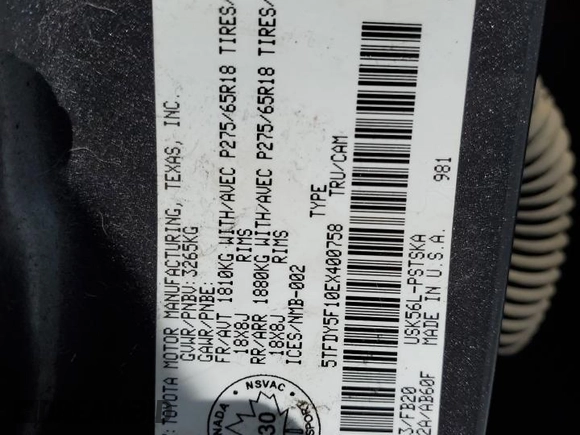 : TOYOTA MOTOR MANUFACTURING, TEXAS, INC.
GVWR/PNBV: 3265KG
GAWR/PNBE:
FR/AVT 1810KG WITH/AVEC P275/65R18 TIRES/
18X8J RIMS
RR/ARR 1880KG WITH/AVEC P275/65R18 TIRES/
18X8J RIMS
ICES/NMB-002
TYPE
5TFDY5F10EX400758 TRU/CAM
981
3/FB20 USK56L-PSTSKA
2A/AB60F MADE IN U.S.A.
NSVAC
NADA
30
SPORT